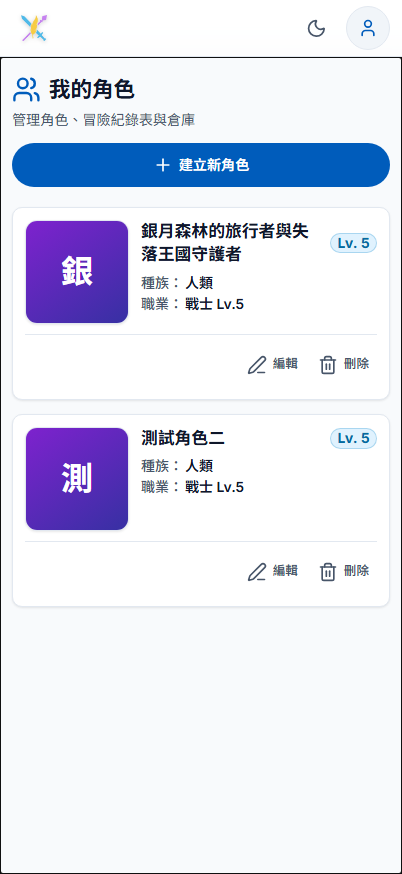 我的角色
管理角色、冒險紀錄表與倉庫
建立新角色
銀
銀月森林的旅行者與失
落王國守護者
Lv. 5
種族：人類
職業：戰士 Lv.5
編輯
刪除
測
測試角色二
Lv. 5
種族：人類
職業：戰士 Lv.5
編輯
刪除